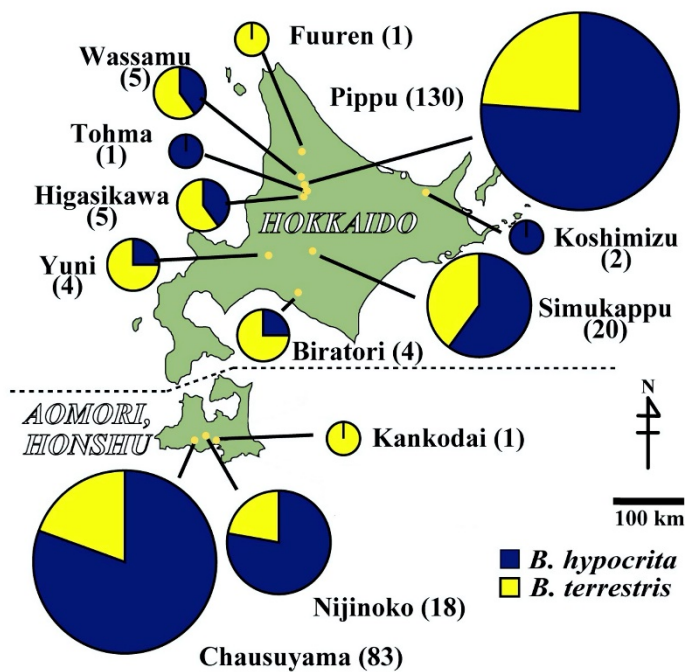 Fuuren (1)
Wassamu
(5)
Pippu (130)
Tohma
(1)
Higasikawa
(5)
HOKKAIDO
Koshimizu
(2)
Yuni
(4)
Simukappu
(20)
Biratori (4)
AOMORI,
HONSHU
N
Kankodai (1)
100 km
B. hypocrita
B. terrestris
Nijinoko (18)
Chausuyama (83)